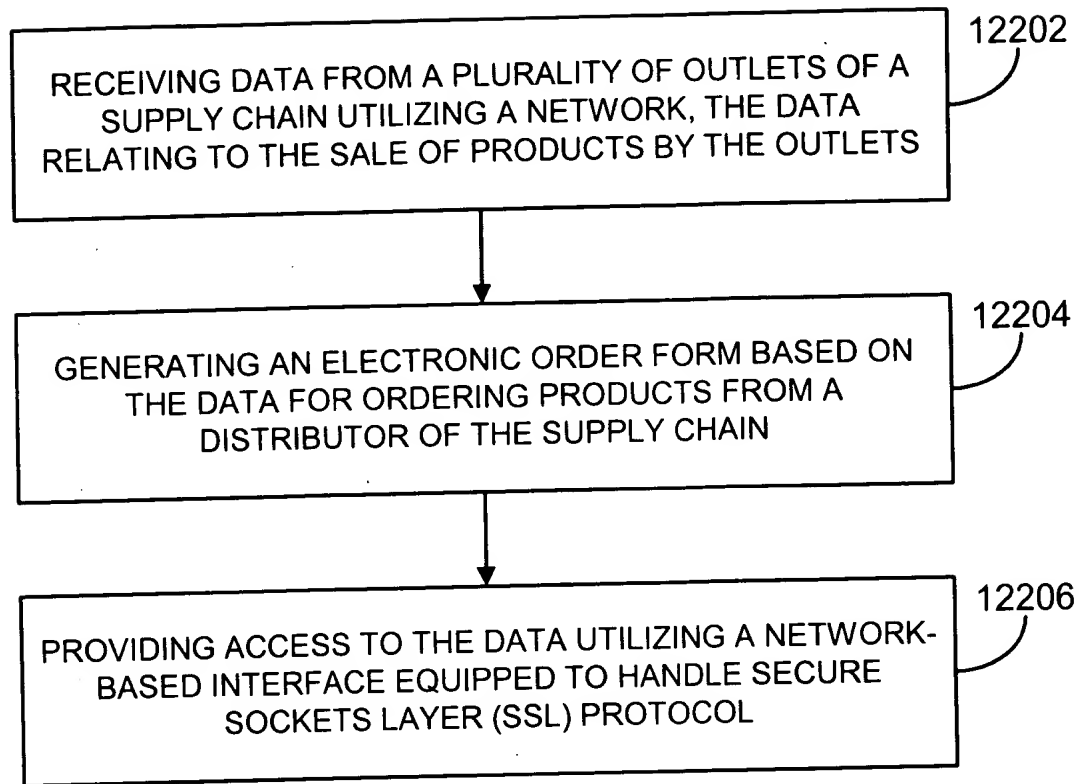 12202
RECEIVING DATA FROM A PLURALITY OF OUTLETS OF A
SUPPLY CHAIN UTILIZING A NETWORK, THE DATA
RELATING TO THE SALE OF PRODUCTS BY THE OUTLETS
12204
GENERATING AN ELECTRONIC ORDER FORM BASED ON
THE DATA FOR ORDERING PRODUCTS FROM A
DISTRIBUTOR OF THE SUPPLY CHAIN
12206
PROVIDING ACCESS TO THE DATA UTILIZING A NETWORK-
BASED INTERFACE EQUIPPED TO HANDLE SECURE
SOCKETS LAYER (SSL) PROTOCOL